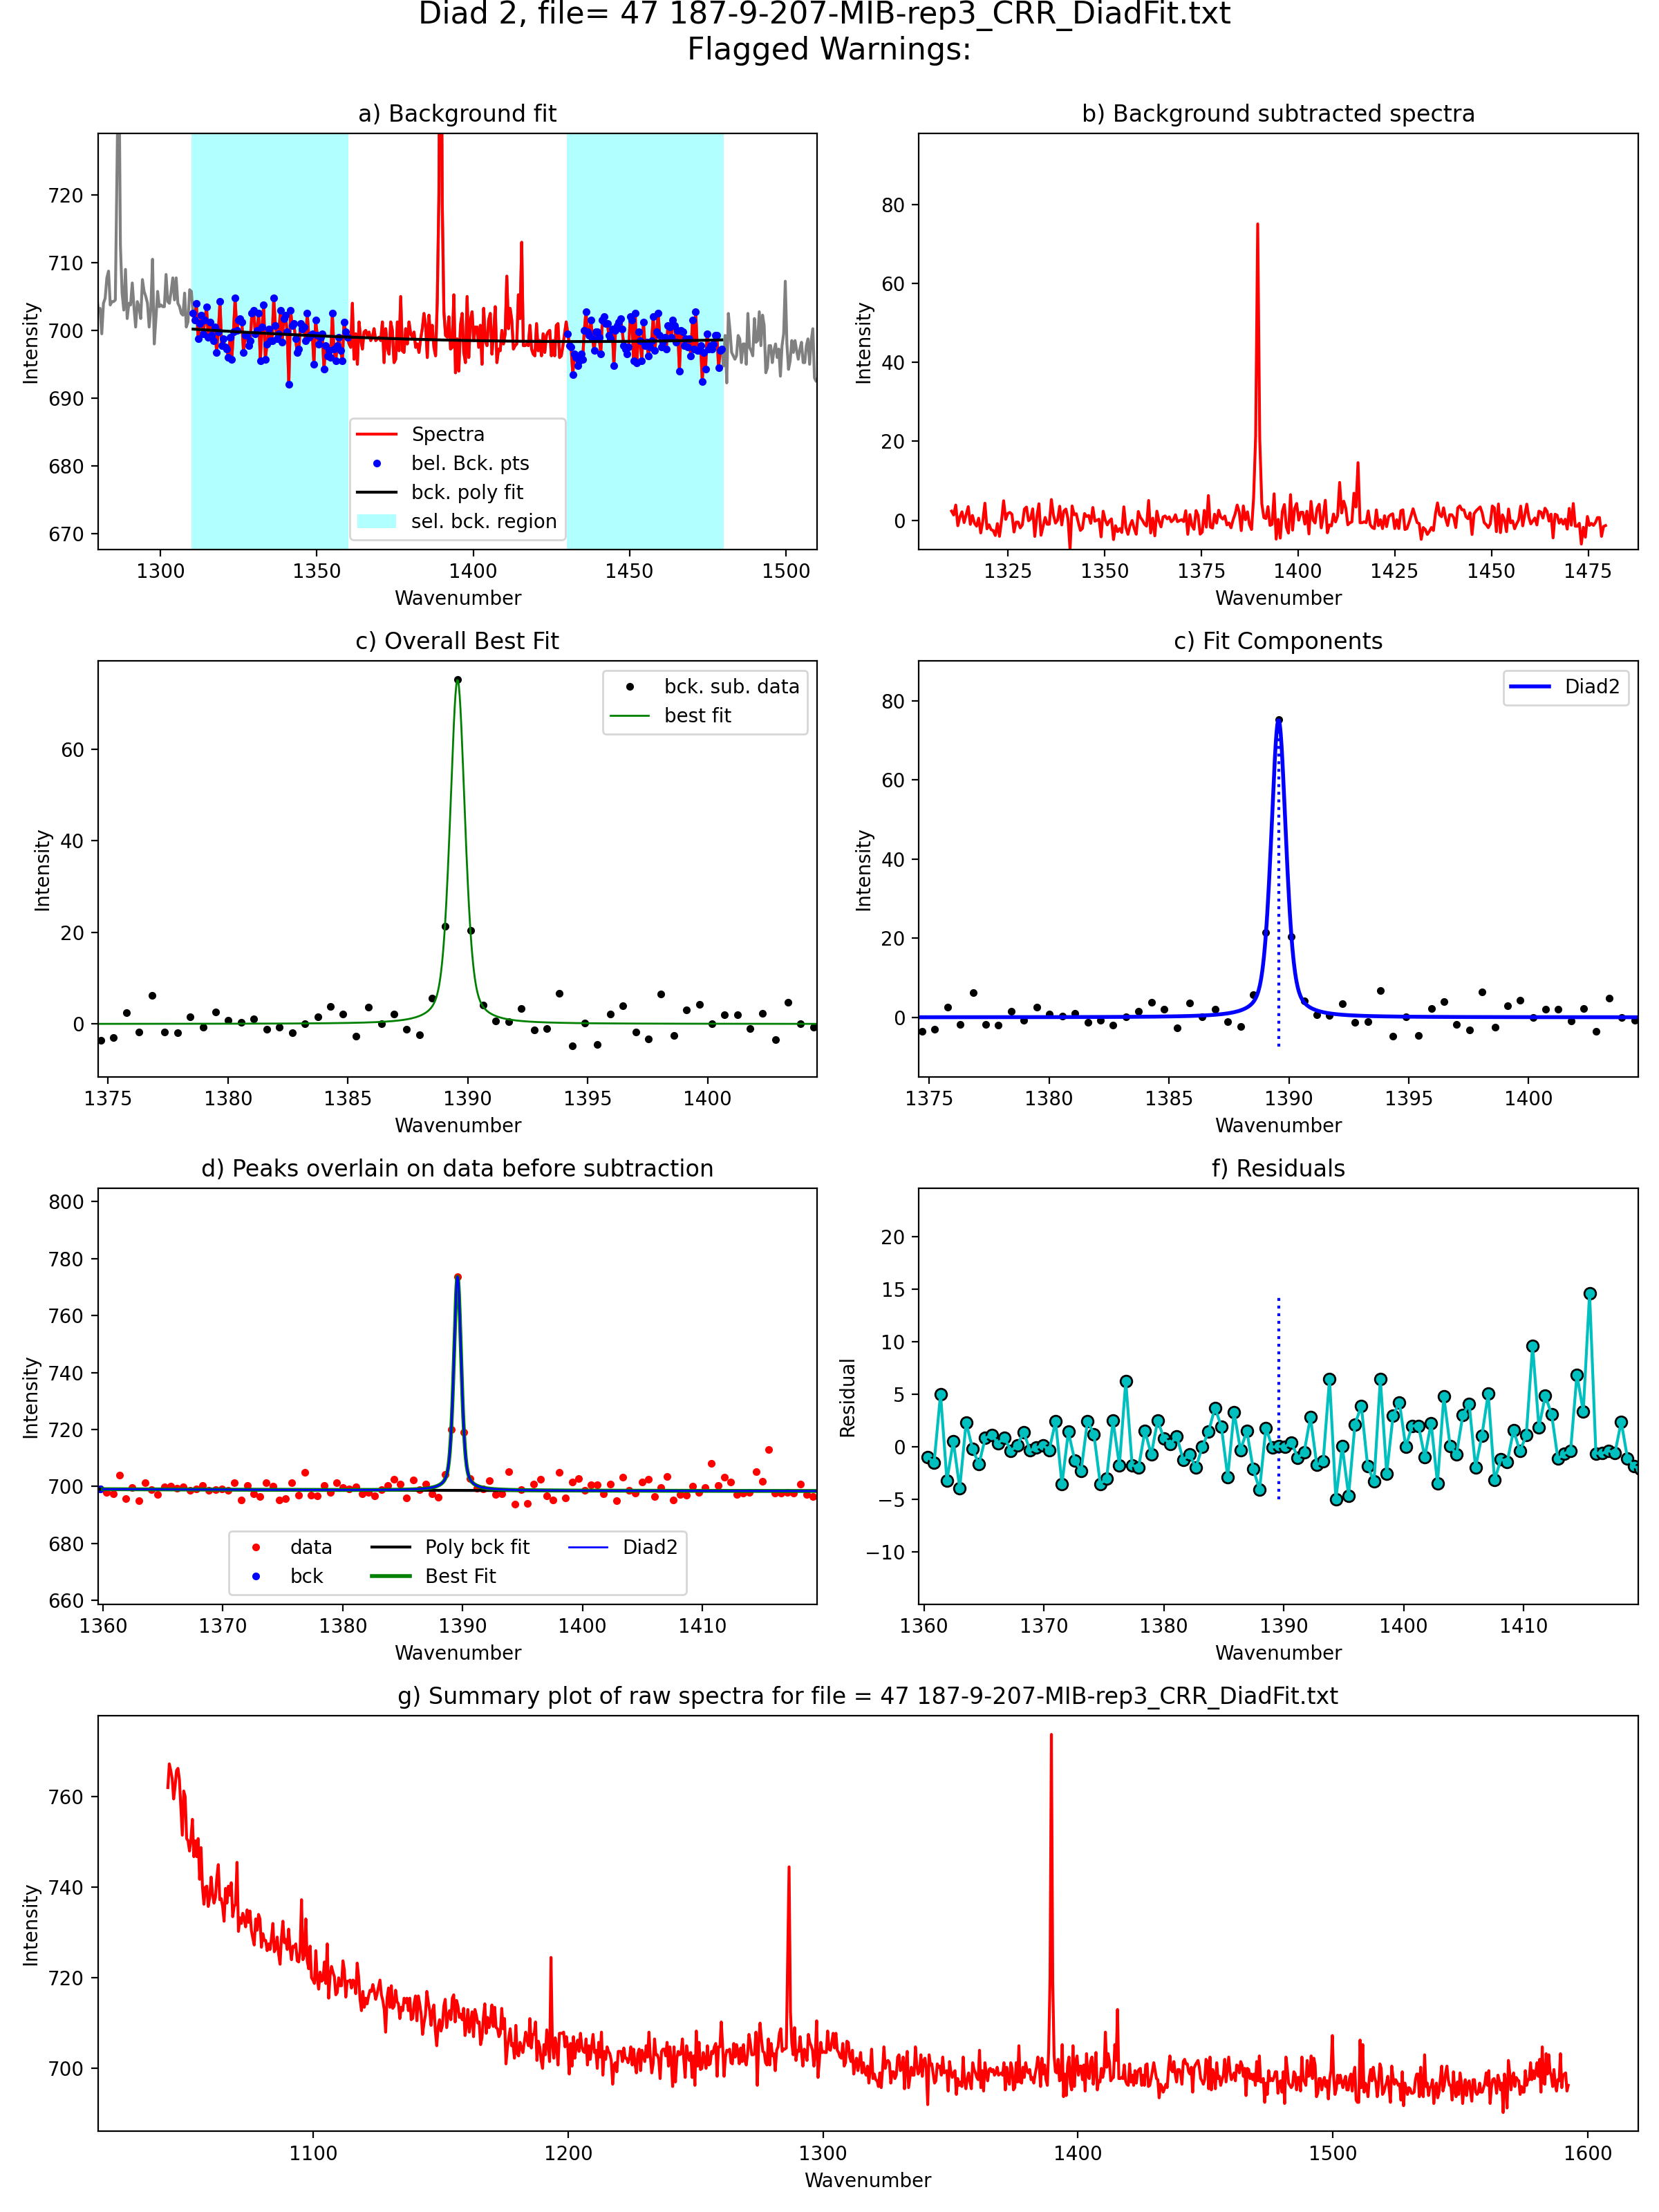 Diad 2, file= 47 187-9-207-MIB-rep3_CRR_DiadFit.txt
Flagged Warnings:
a) Background fit
Intensity
720
710
700
690
680
670
Spectra
bel. Bck. pts
bck. poly fit
sel. bck. region
1300 1350 1400 1450 1500
Wavenumber
b) Background subtracted spectra
Intensity
80
60
40
20
0
1325 1350 1375 1400 1425 1450 1475
Wavenumber
c) Overall Best Fit
Intensity
60
40
20
0
bck. sub. data
best fit
1375 1380 1385 1390 1395 1400
Wavenumber
c) Fit Components
Intensity
80
60
40
20
0
Diad2
1375 1380 1385 1390 1395 1400
Wavenumber
d) Peaks overlain on data before subtraction
Intensity
800
780
760
740
720
700
680
660
data Poly bck fit Diad2
bck Best Fit
1360 1370 1380 1390 1400 1410
Wavenumber
f) Residuals
Residual
20
15
10
5
0
−5
−10
1360 1370 1380 1390 1400 1410
Wavenumber
g) Summary plot of raw spectra for file = 47 187-9-207-MIB-rep3_CRR_DiadFit.txt
Intensity
760
740
720
700
1100 1200 1300 1400 1500 1600
Wavenumber